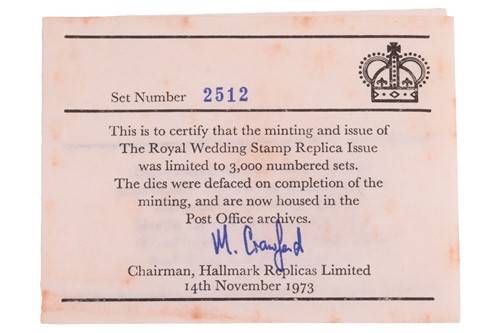 Set Number 2512
This is to certify that the minting and issue of
The Royal Wedding Stamp Replica Issue
was limited to 3,000 numbered sets.
The dies were defaced on completion of the
minting, and are now housed in the
Post Office archives.
M. Crawford
Chairman, Hallmark Replicas Limited
14th November 1973